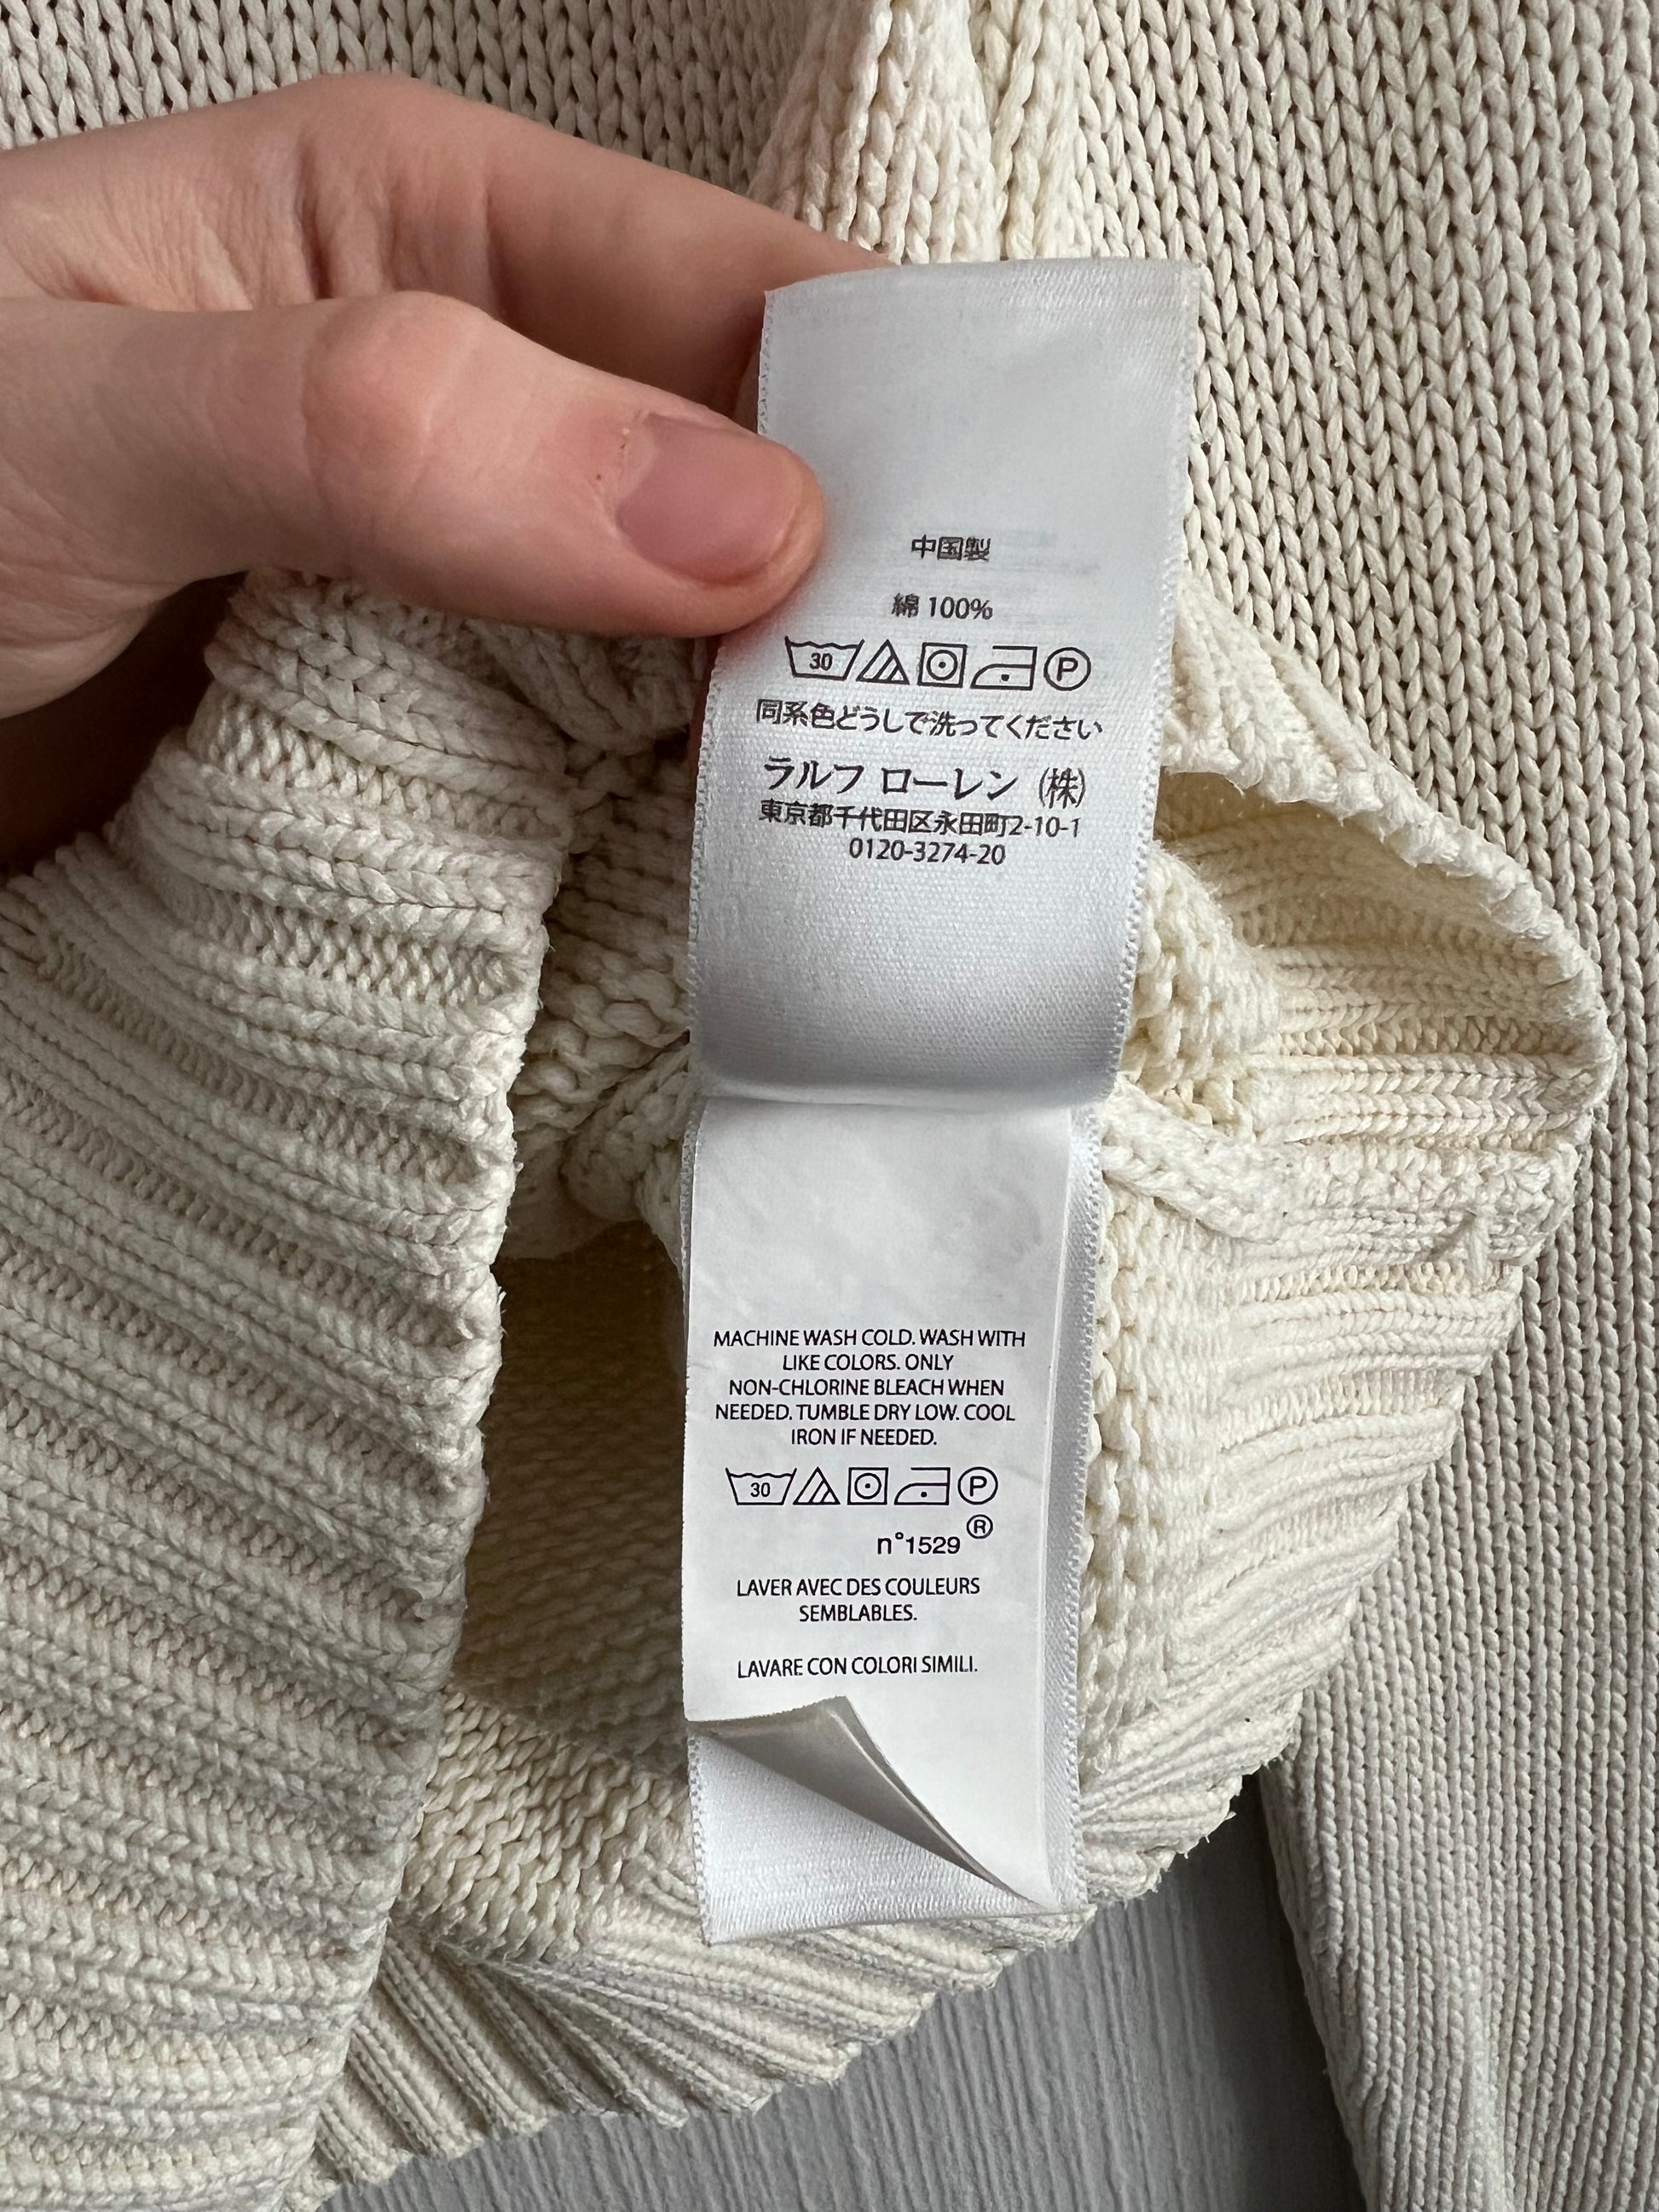 中国製
綿 100%
30 P
同系色どうしで洗ってください
ラルフ ローレン (株)
東京都千代田区永田町2-10-1
0120-3274-20
MACHINE WASH COLD. WASH WITH
LIKE COLORS. ONLY
NON-CHLORINE BLEACH WHEN
NEEDED. TUMBLE DRY LOW. COOL
IRON IF NEEDED.
30 P
n°1529 ®
LAVER AVEC DES COULEURS
SEMBLABLES.
LAVARE CON COLORI SIMILI.